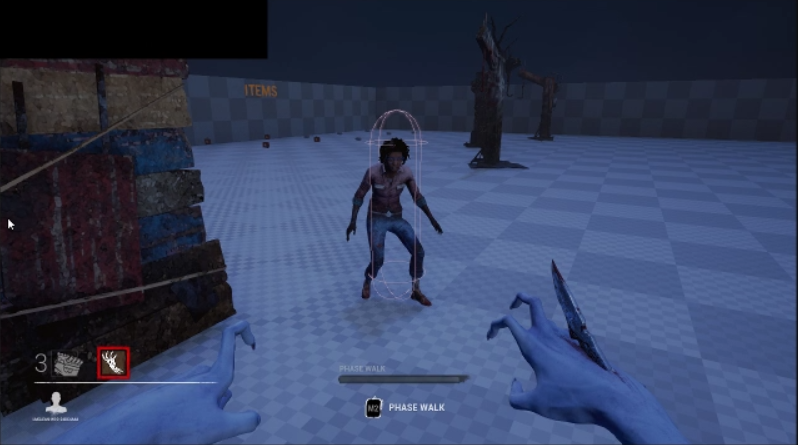 ITEMS
3
PHASE WALK
M2 PHASE WALK